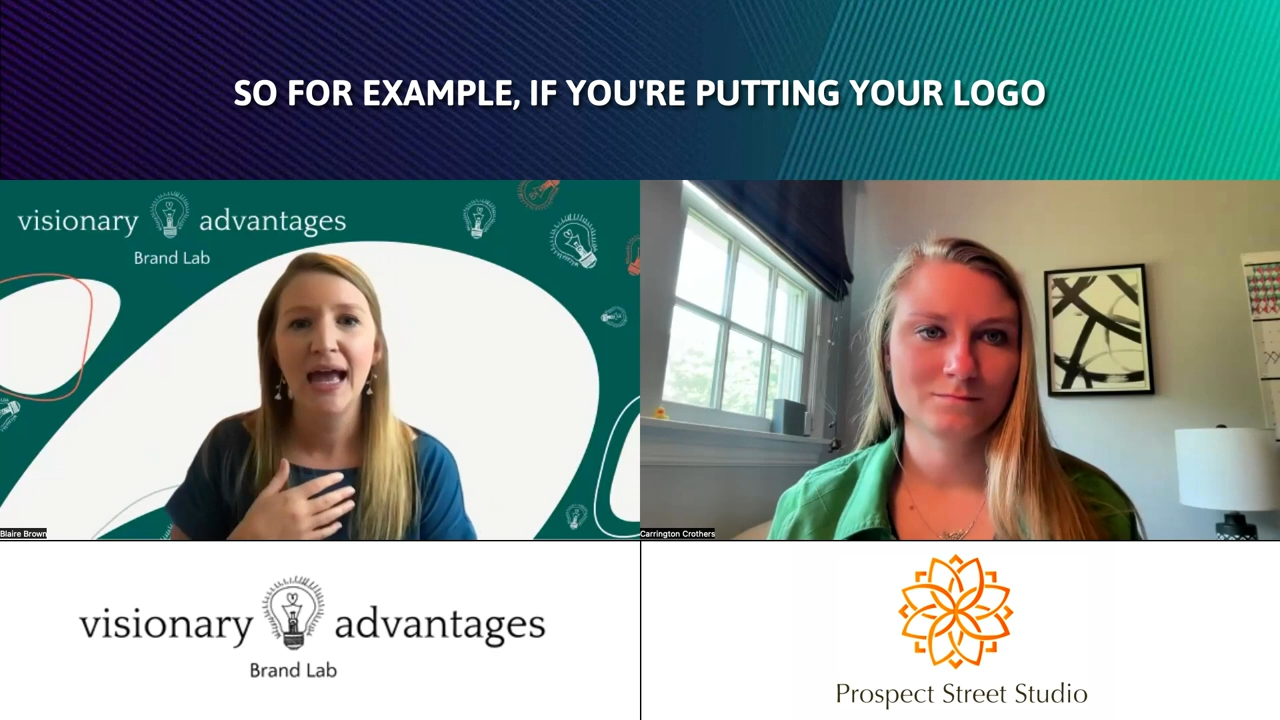 SO FOR EXAMPLE, IF YOU'RE PUTTING YOUR LOGO
visionary advantages
Brand Lab
Blaire Brown
Carrington Crothers
visionary advantages
Brand Lab
Prospect Street Studio